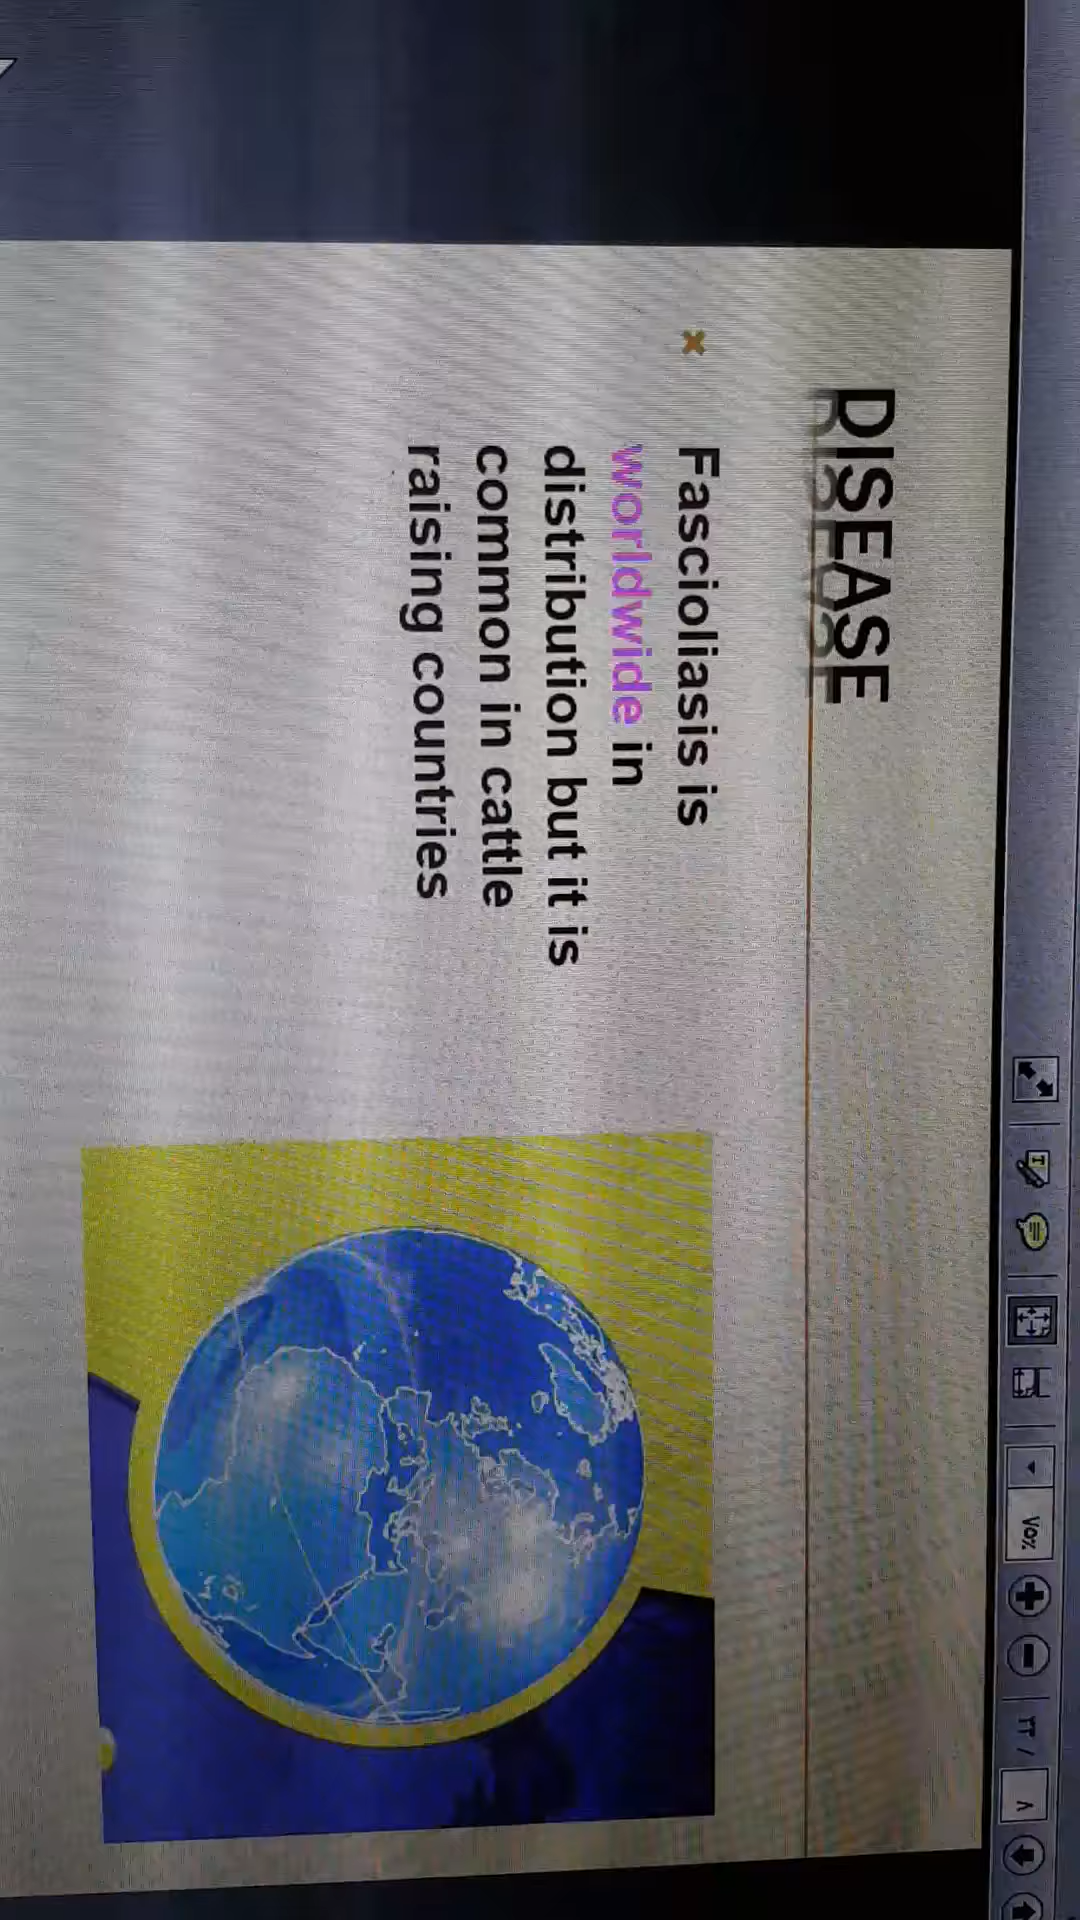 DISEASE
Fascioliasis is
worldwide in
distribution but it is
common in cattle
raising countries